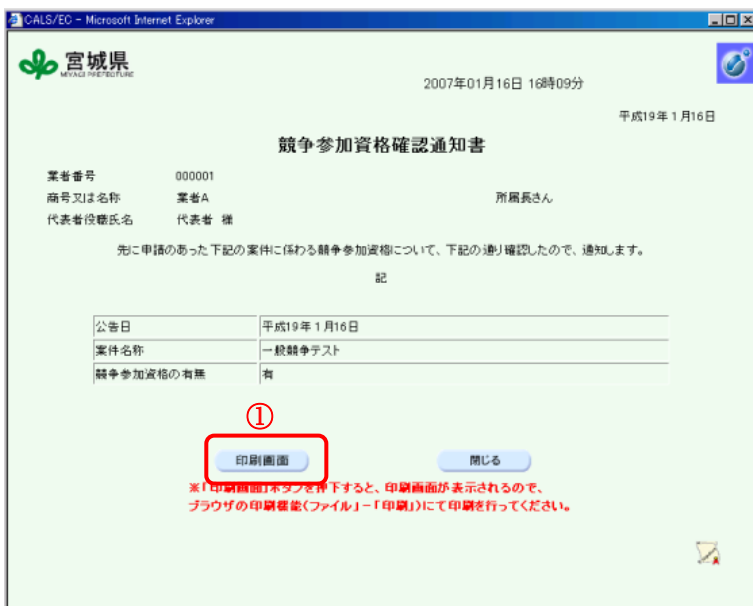 CALS/EC - Microsoft Internet Explorer
宮城県
MIYAGI PREFECTURE
2007年01月16日 16時09分
平成19年1月16日
競争参加資格確認通知書
業者番号 000001
商号又は名称 業者A 所属長さん
代表者役職氏名 代表者 様
先に申請のあった下記の案件に係わる競争参加資格について、下記の通り確認したので、通知します。
記
公告日 平成19年1月16日
案件名称 一般競争テスト
競争参加資格の有無 有
①
印刷画面 閉じる
※「印刷画面」ボタンを押下すると、印刷画面が表示されるので、
ブラウザの印刷機能(ファイル」-「印刷」)にて印刷を行ってください。